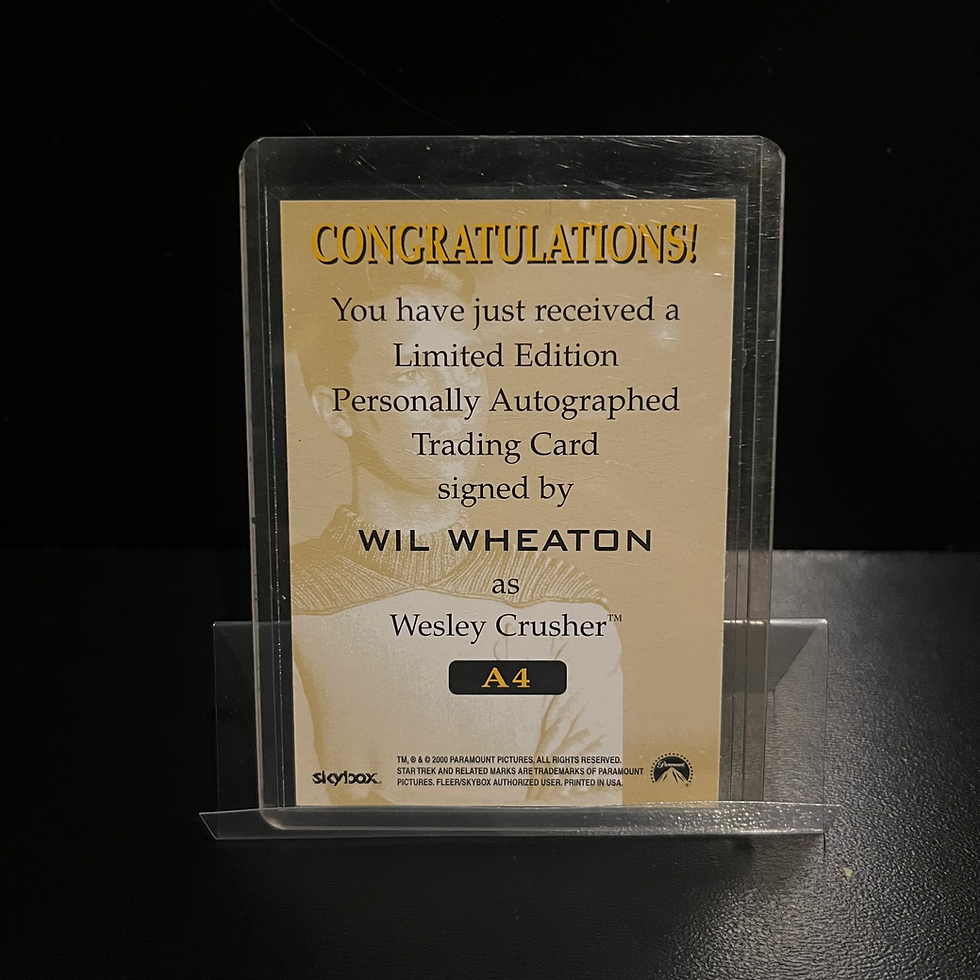 CONGRATULATIONS!
You have just received a
Limited Edition
Personally Autographed
Trading Card
signed by
WIL WHEATON
as
Wesley Crusher™
A4
skybox
TM, ® & © 2000 PARAMOUNT PICTURES. ALL RIGHTS RESERVED.
STAR TREK AND RELATED MARKS ARE TRADEMARKS OF PARAMOUNT
PICTURES. FLEER/SKYBOX AUTHORIZED USER. PRINTED IN USA.
Paramount